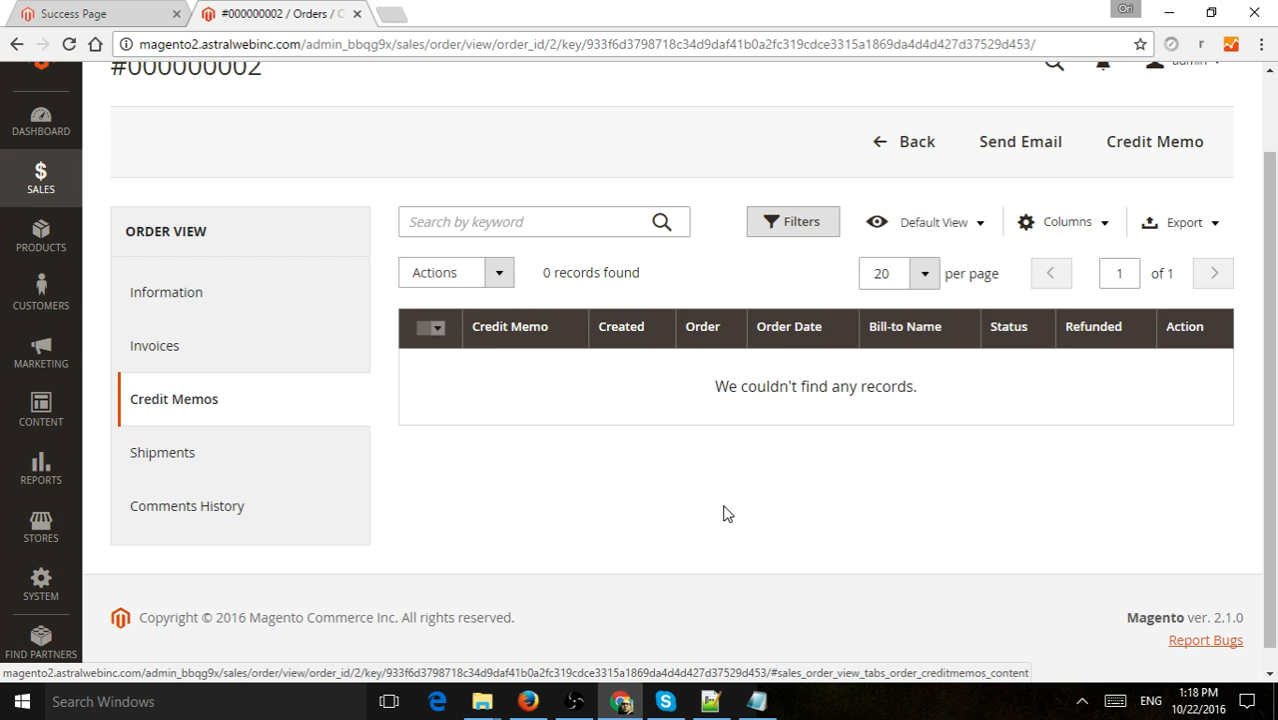 Success Page
#000000002 / Orders / O
Ori
magento2.astralwebinc.com/admin_bbqg9x/sales/order/view/order_id/2/key/933f6d3798718c34d9daf41b0a2fc319cdce3315a1869da4d4d427d37529d453/
#000000002
admin
DASHBOARD
SALES
PRODUCTS
CUSTOMERS
MARKETING
CONTENT
REPORTS
STORES
SYSTEM
FIND PARTNERS
Back
Send Email
Credit Memo
ORDER VIEW
Information
Invoices
Credit Memos
Shipments
Comments History
Search by keyword
Filters
Default View
Columns
Export
Actions
0 records found
20
per page
1
of 1
Credit Memo
Created
Order
Order Date
Bill-to Name
Status
Refunded
Action
We couldn't find any records.
Copyright © 2016 Magento Commerce Inc. All rights reserved.
Magento ver. 2.1.0
Report Bugs
magento2.astralwebinc.com/admin_bbqg9x/sales/order/view/order_id/2/key/933f6d3798718c34d9daf41b0a2fc319cdce3315a1869da4d4d427d37529d453/#sales_order_view_tabs_order_creditmemos_content
Search Windows
ENG
1:18 PM
10/22/2016